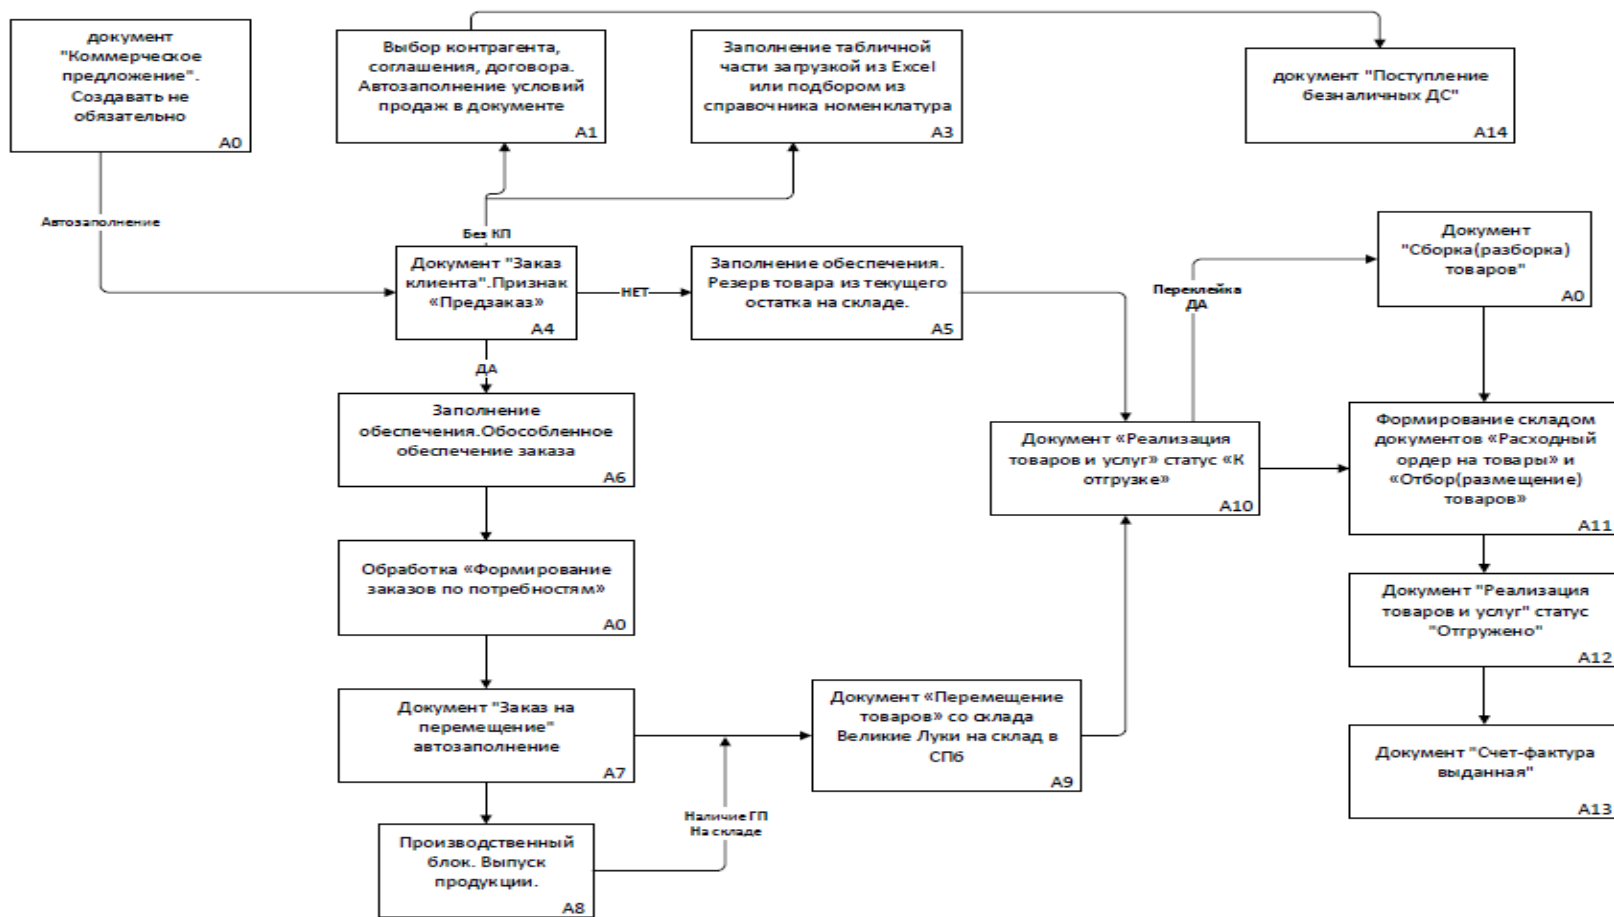 документ
"Коммерческое
предложение".
Создавать не
обязательно
A0
Выбор контрагента,
соглашения, договора.
Автозаполнение условий
продаж в документе
A1
Заполнение табличной
части загрузкой из Excel
или подбором из
справочника номенклатура
A3
документ "Поступление
безналичных ДС"
A14
Автозаполнение
Без КП
Документ "Заказ
клиента".Признак
«Предзаказ»
A4
НЕТ
Заполнение обеспечения.
Резерв товара из текущего
остатка на складе.
A5
Переклейка
ДА
Документ
"Сборка(разборка)
товаров"
A0
ДА
Заполнение
обеспечения.Обособленное
обеспечение заказа
A6
Документ «Реализация
товаров и услуг» статус «К
отгрузке»
A10
Формирование складом
документов «Расходный
ордер на товары» и
«Отбор(размещение)
товаров»
A11
Обработка «Формирование
заказов по потребностям»
A0
Документ "Реализация
товаров и услуг" статус
"Отгружено"
A12
Документ "Заказ на
перемещение"
автозаполнение
A7
Документ «Перемещение
товаров» со склада
Великие Луки на склад в
СПб
A9
Документ "Счет-фактура
выданная"
A13
Наличие ГП
На складе
Производственный
блок. Выпуск
продукции.
A8